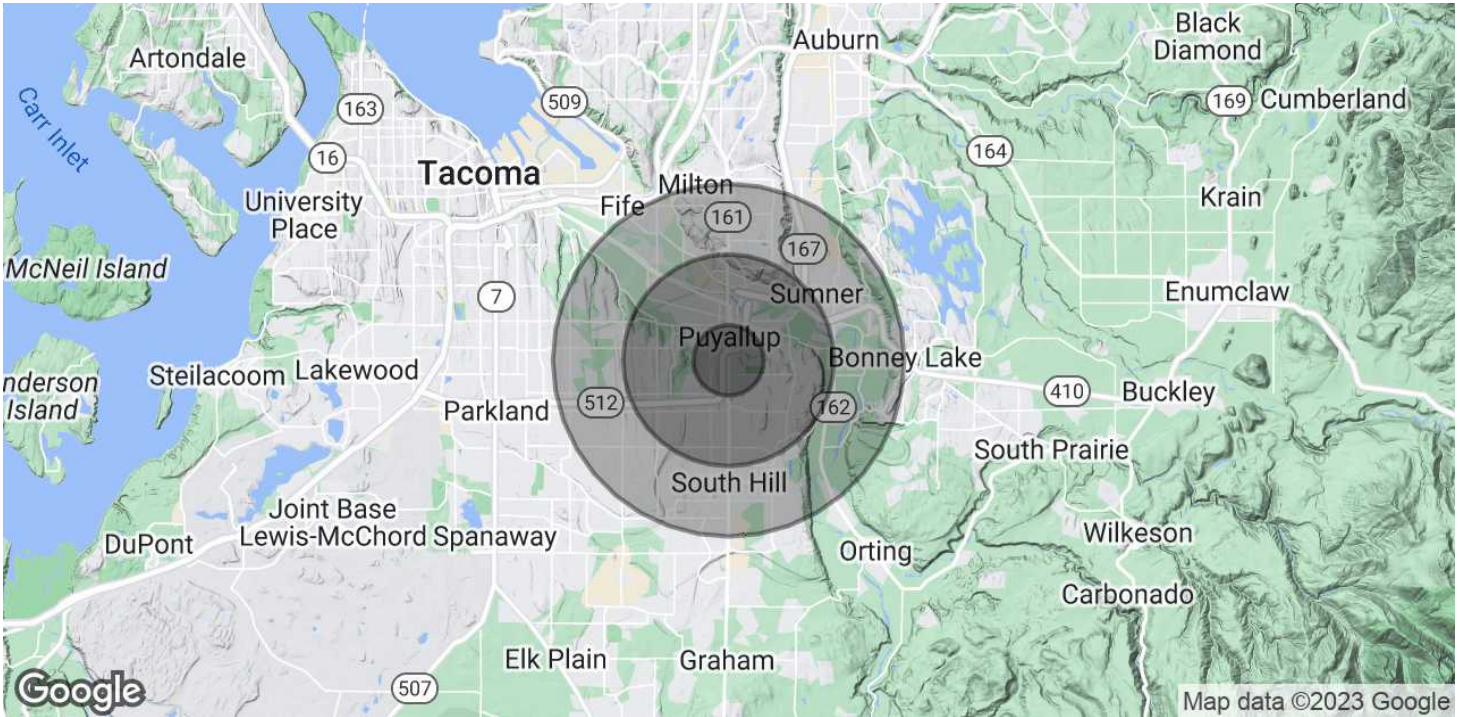 Black
Diamond
Auburn
Artondale
163
509
169
Cumberland
Carr Inlet
16
164
Tacoma
Milton
Krain
University
Place
Fife
161
167
McNeil Island
7
Sumner
Enumclaw
Puyallup
Bonney Lake
Steilacoom
Lakewood
nderson
Island
410
Buckley
512
162
Parkland
South Prairie
South Hill
Joint Base
Lewis-McChord
Spanaway
DuPont
Orting
Wilkeson
Carbonado
Elk Plain
Graham
507
Google
Map data ©2023 Google